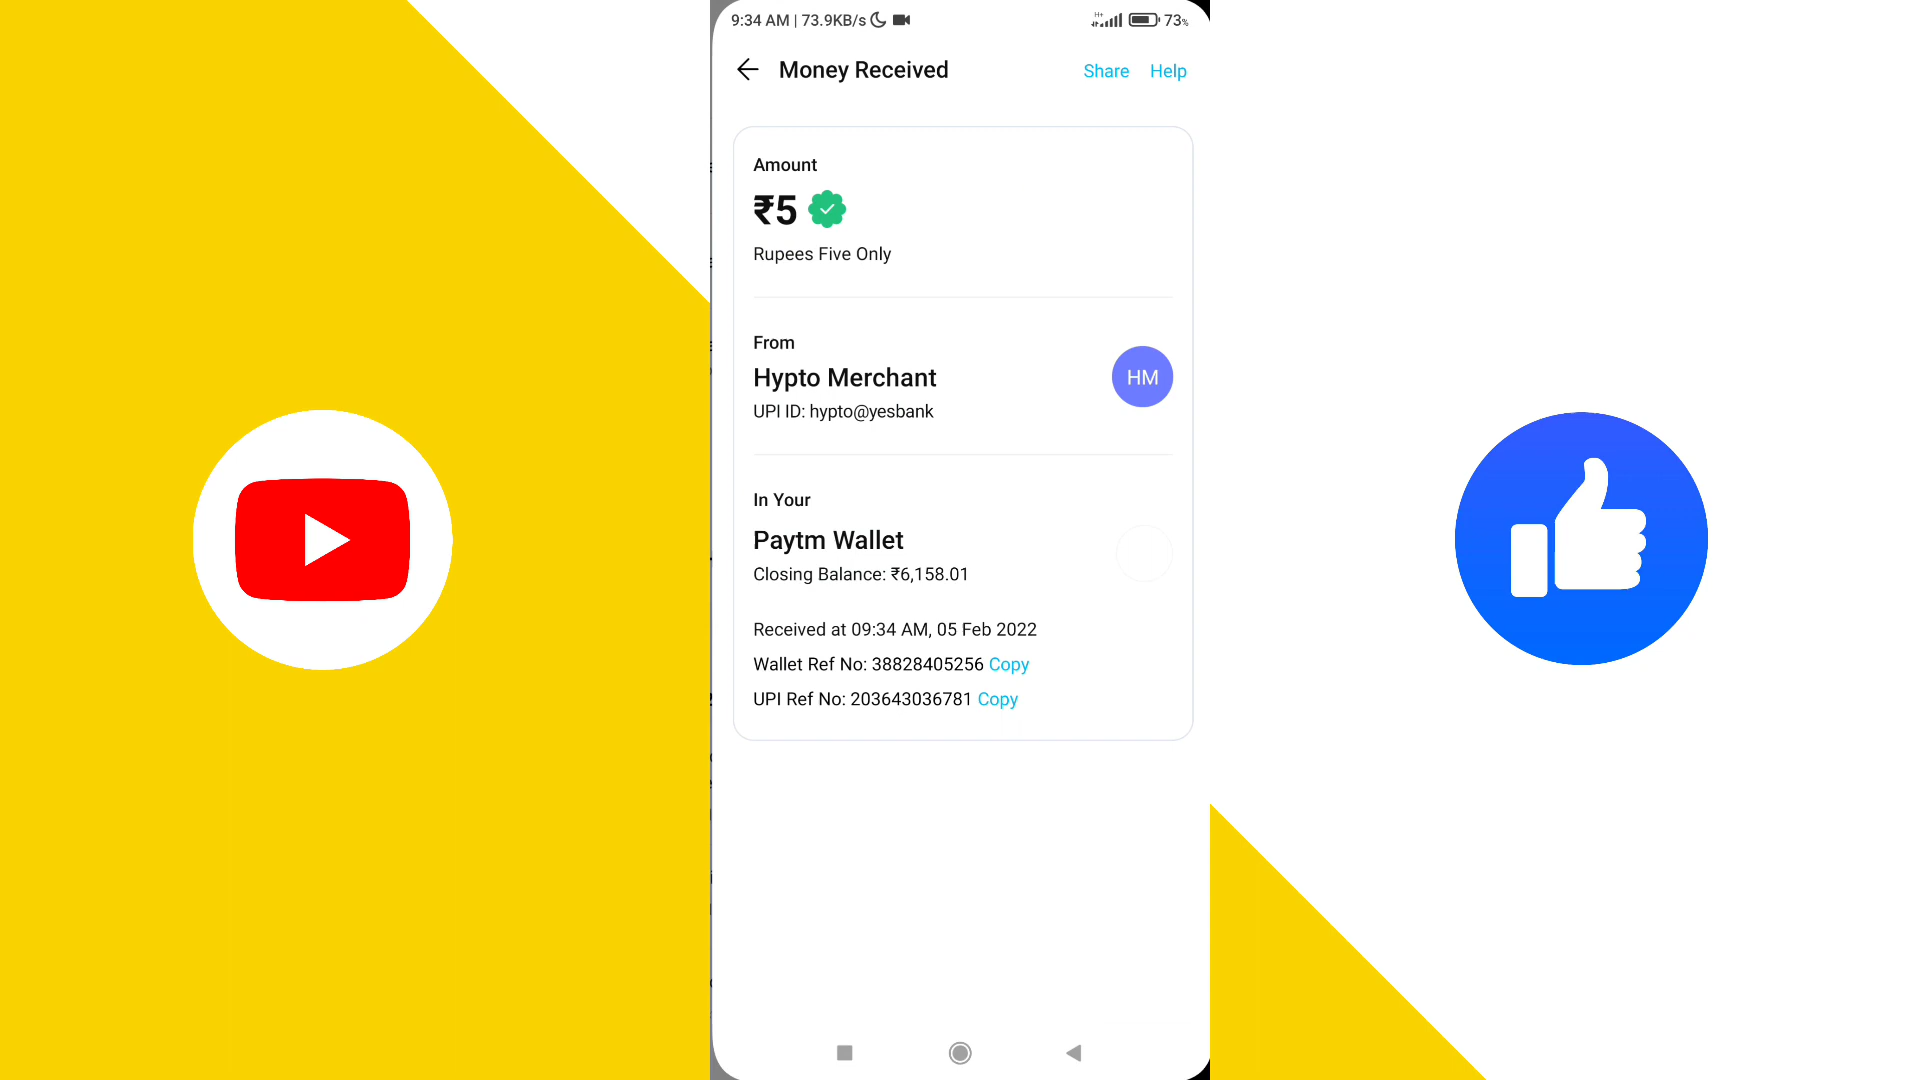 9:34 AM | 73.9KB/s
H+
73%
Money Received
Share Help
Amount
₹5
Rupees Five Only
From
Hypto Merchant
HM
UPI ID: hypto@yesbank
In Your
Paytm Wallet
Closing Balance: ₹6,158.01
Received at 09:34 AM, 05 Feb 2022
Wallet Ref No: 38828405256 Copy
UPI Ref No: 203643036781 Copy